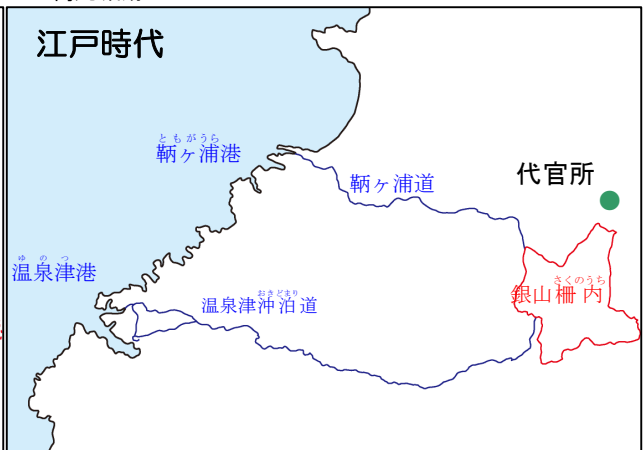 江戸時代
ともがうら
鞆ヶ浦港
鞆ヶ浦道
代官所
ゆのつ
温泉津港
さくのうち
銀山柵内
おきどまり
温泉津沖泊道